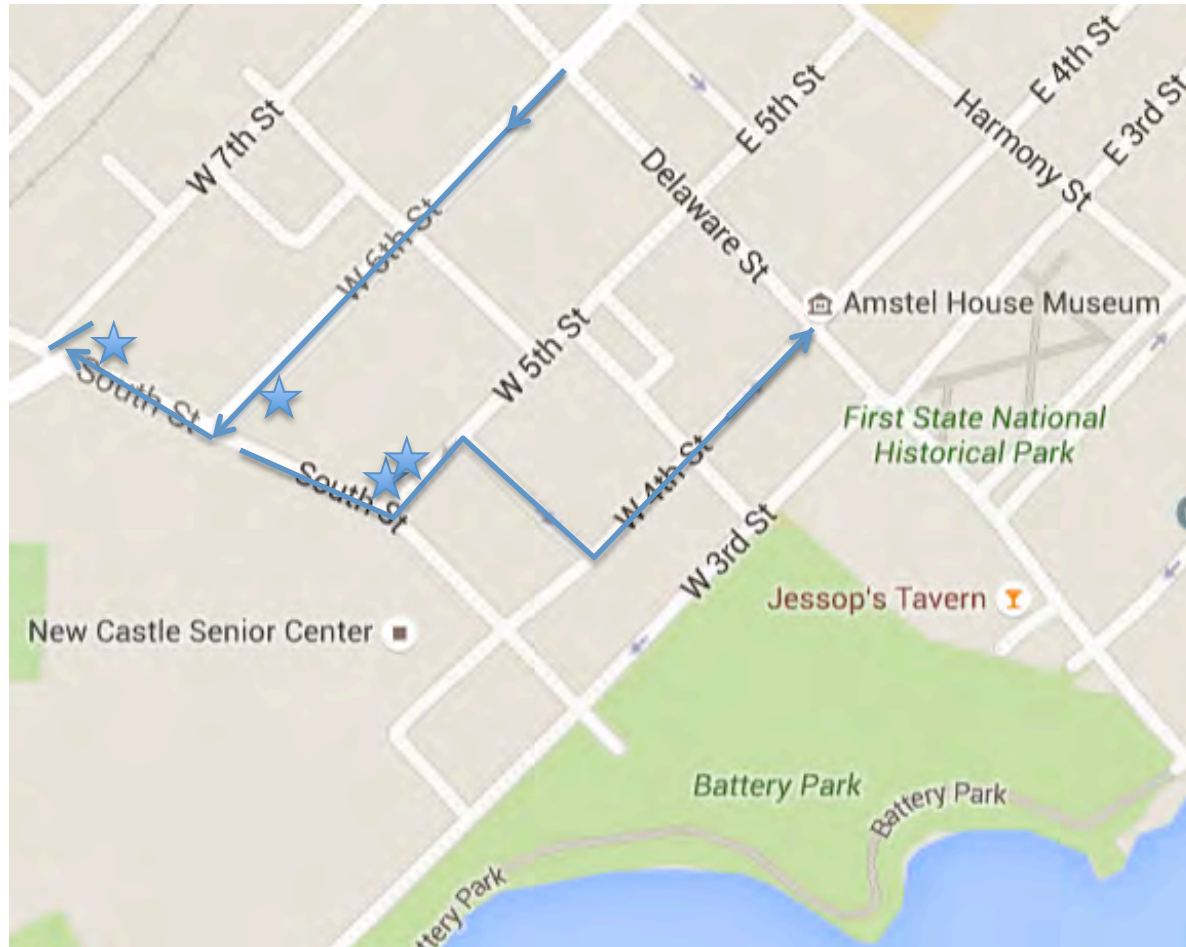 E 4th St
E 5th St
Harmony St
E 3rd St
W 7th St
Delaware St
W 6th St
Amstel House Museum
W 5th St
South St
First State National
Historical Park
South St
W 4th St
W 3rd St
Jessop's Tavern
New Castle Senior Center
Battery Park
Battery Park
ttery Park